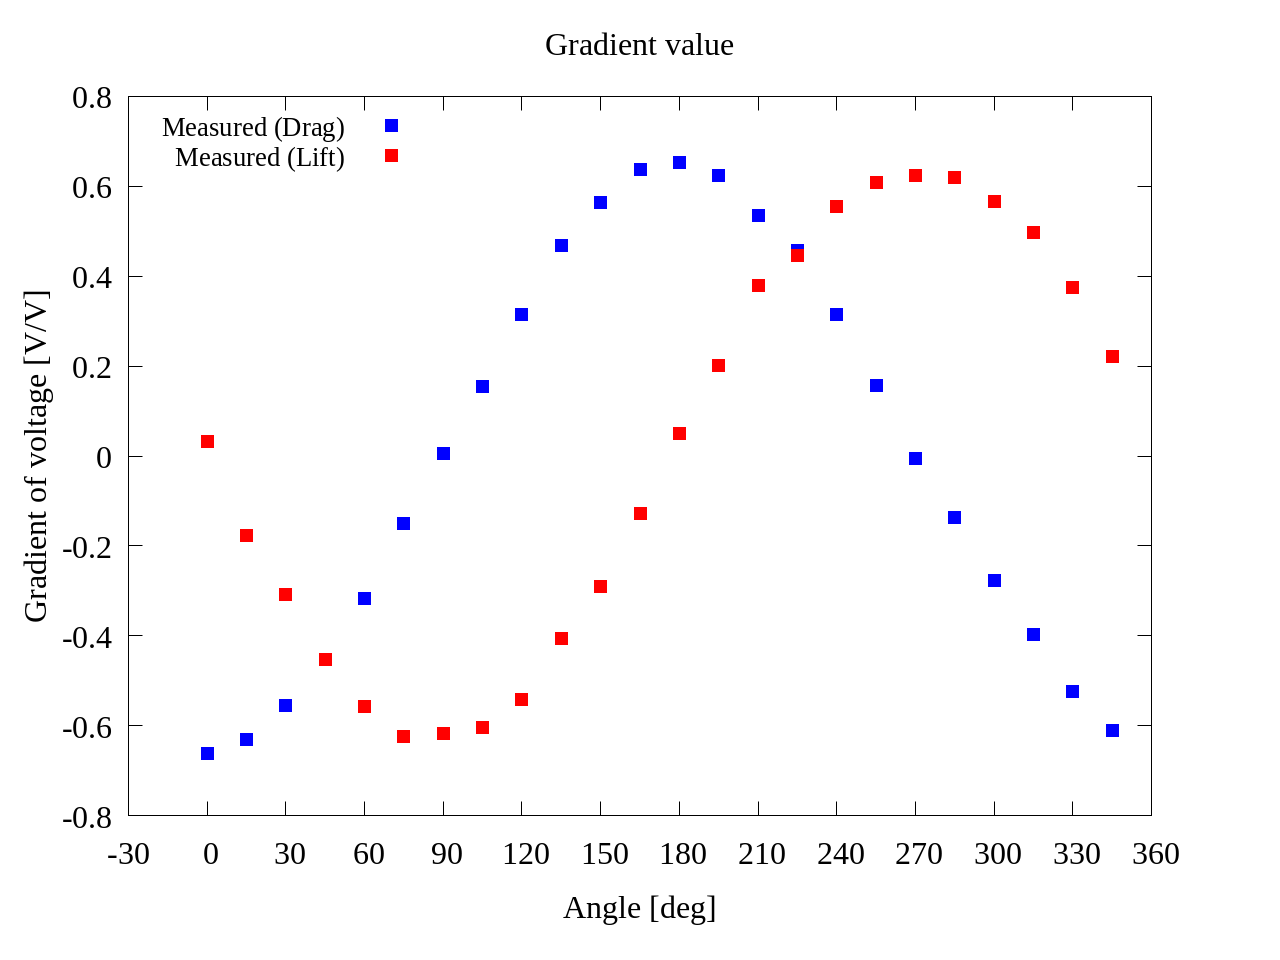 Gradient value
0.8
0.6
0.4
0.2
0
-0.2
-0.4
-0.6
-0.8
Measured (Drag)
Measured (Lift)
Gradient of voltage [V/V]
-30 0 30 60 90 120 150 180 210 240 270 300 330 360
Angle [deg]